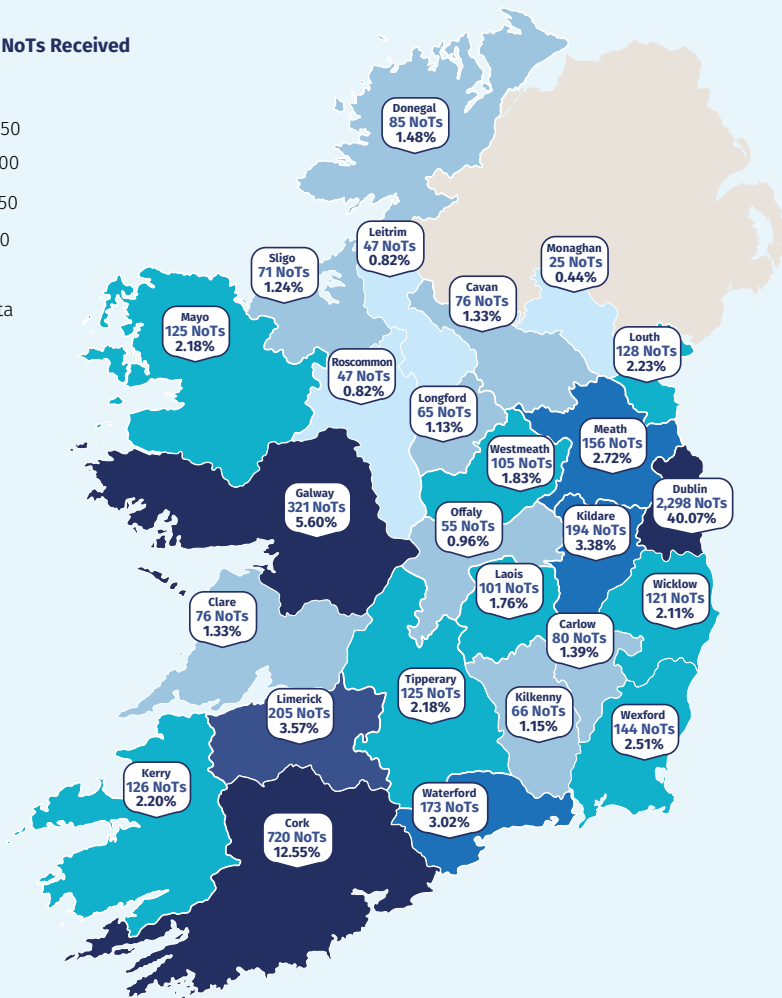 NoTs Received
50
00
50
0
ta
Donegal
85 NoTs
1.48%
Leitrim
47 NoTs
0.82%
Monaghan
25 NoTs
0.44%
Sligo
71 NoTs
1.24%
Cavan
76 NoTs
1.33%
Mayo
125 NoTs
2.18%
Louth
128 NoTs
2.23%
Roscommon
47 NoTs
0.82%
Longford
65 NoTs
1.13%
Meath
156 NoTs
2.72%
Westmeath
105 NoTs
1.83%
Dublin
2,298 NoTs
40.07%
Galway
321 NoTs
5.60%
Offaly
55 NoTs
0.96%
Kildare
194 NoTs
3.38%
Laois
101 NoTs
1.76%
Wicklow
121 NoTs
2.11%
Clare
76 NoTs
1.33%
Carlow
80 NoTs
1.39%
Tipperary
125 NoTs
2.18%
Limerick
205 NoTs
3.57%
Kilkenny
66 NoTs
1.15%
Wexford
144 NoTs
2.51%
Kerry
126 NoTs
2.20%
Waterford
173 NoTs
3.02%
Cork
720 NoTs
12.55%